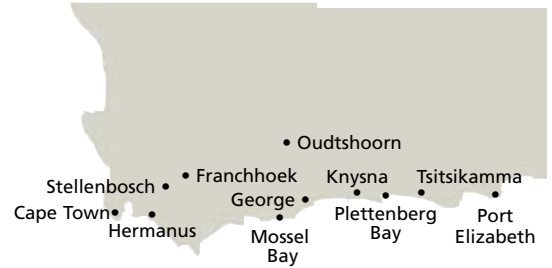 Oudtshoorn
Franchhoek
Knysna
Tsitsikamma
Stellenbosch
George
Cape Town
Hermanus
Mossel
Bay
Plettenberg
Bay
Port
Elizabeth